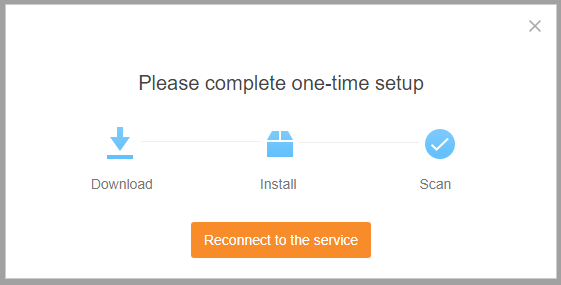 Please complete one-time setup
Download Install Scan
Reconnect to the service